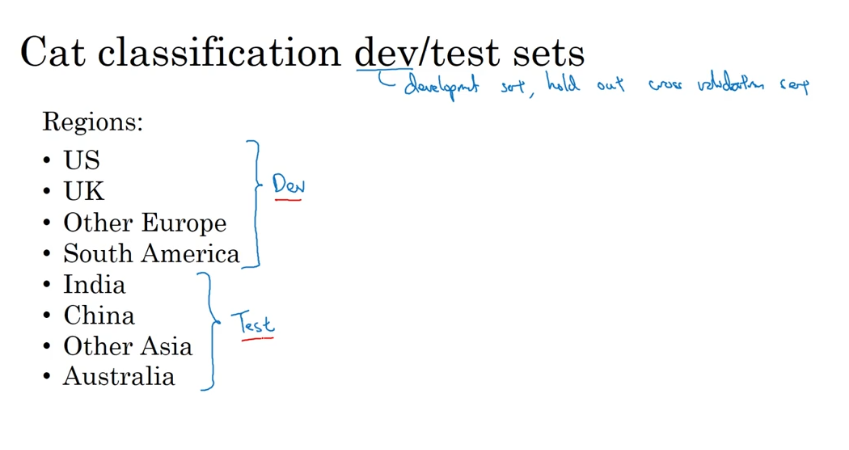 Cat classification dev/test sets
development set, hold out cross validation set
Regions:
• US
• UK
• Other Europe
• South America
Dev
• India
• China
• Other Asia
• Australia
Test